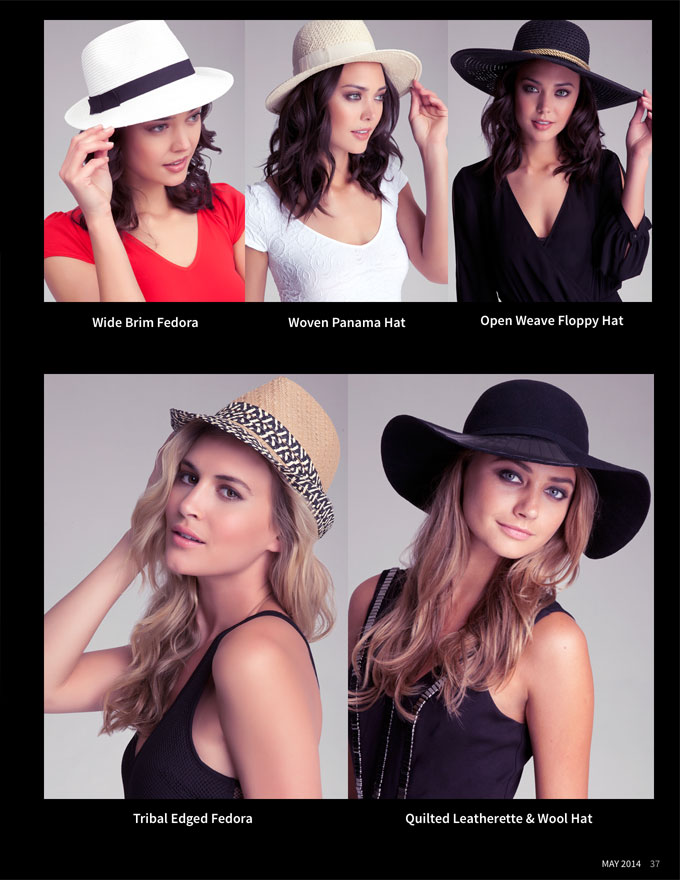 Wide Brim Fedora
Woven Panama Hat
Open Weave Floppy Hat
Tribal Edged Fedora
Quilted Leatherette & Wool Hat
MAY 2014 37